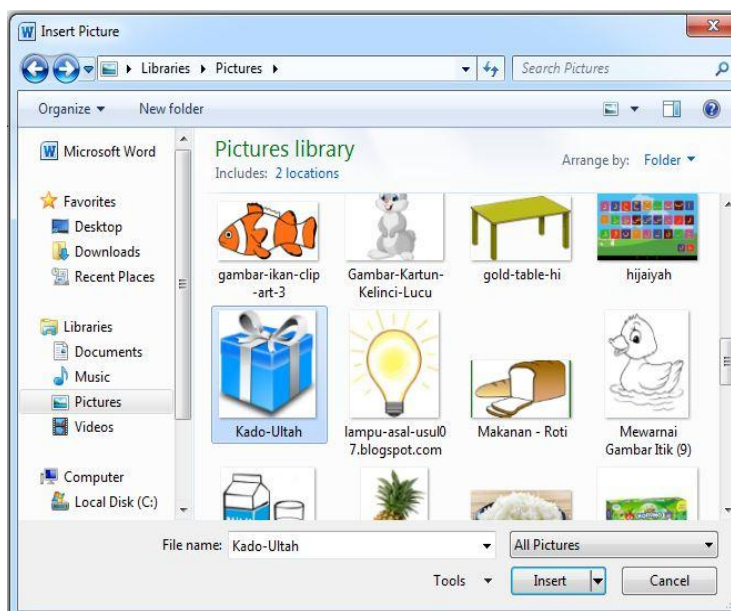 Insert Picture
Libraries
Pictures
Search Pictures
Organize
New folder
Microsoft Word
Favorites
Desktop
Downloads
Recent Places
Libraries
Documents
Music
Pictures
Videos
Computer
Local Disk (C:)
Pictures library
Includes: 2 locations
Arrange by: Folder
gambar-ikan-clip
-art-3
Gambar-Kartun-
Kelinci-Lucu
gold-table-hi
hijaiyah
Kado-Ultah
lampu-asal-usul0
7.blogspot.com
Makanan - Roti
Mewarnai
Gambar Itik (9)
File name:
Kado-Ultah
All Pictures
Tools
Insert
Cancel